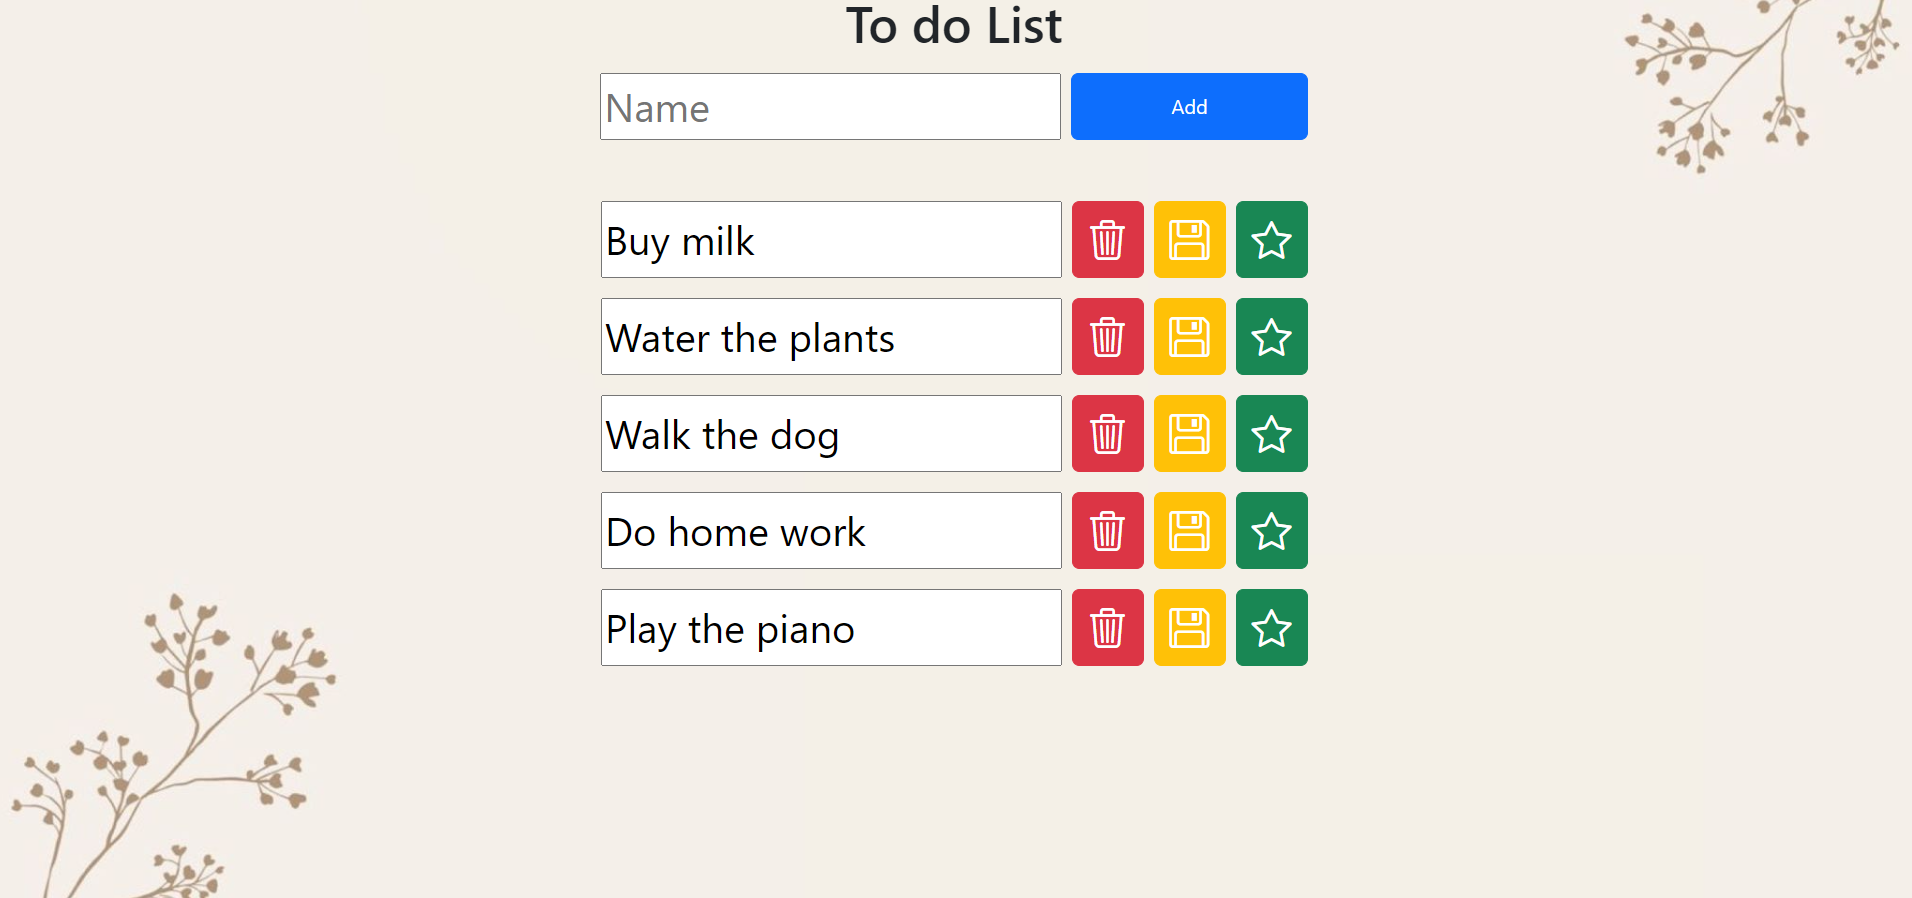 To do List
Name
Add
Buy milk
Water the plants
Walk the dog
Do home work
Play the piano